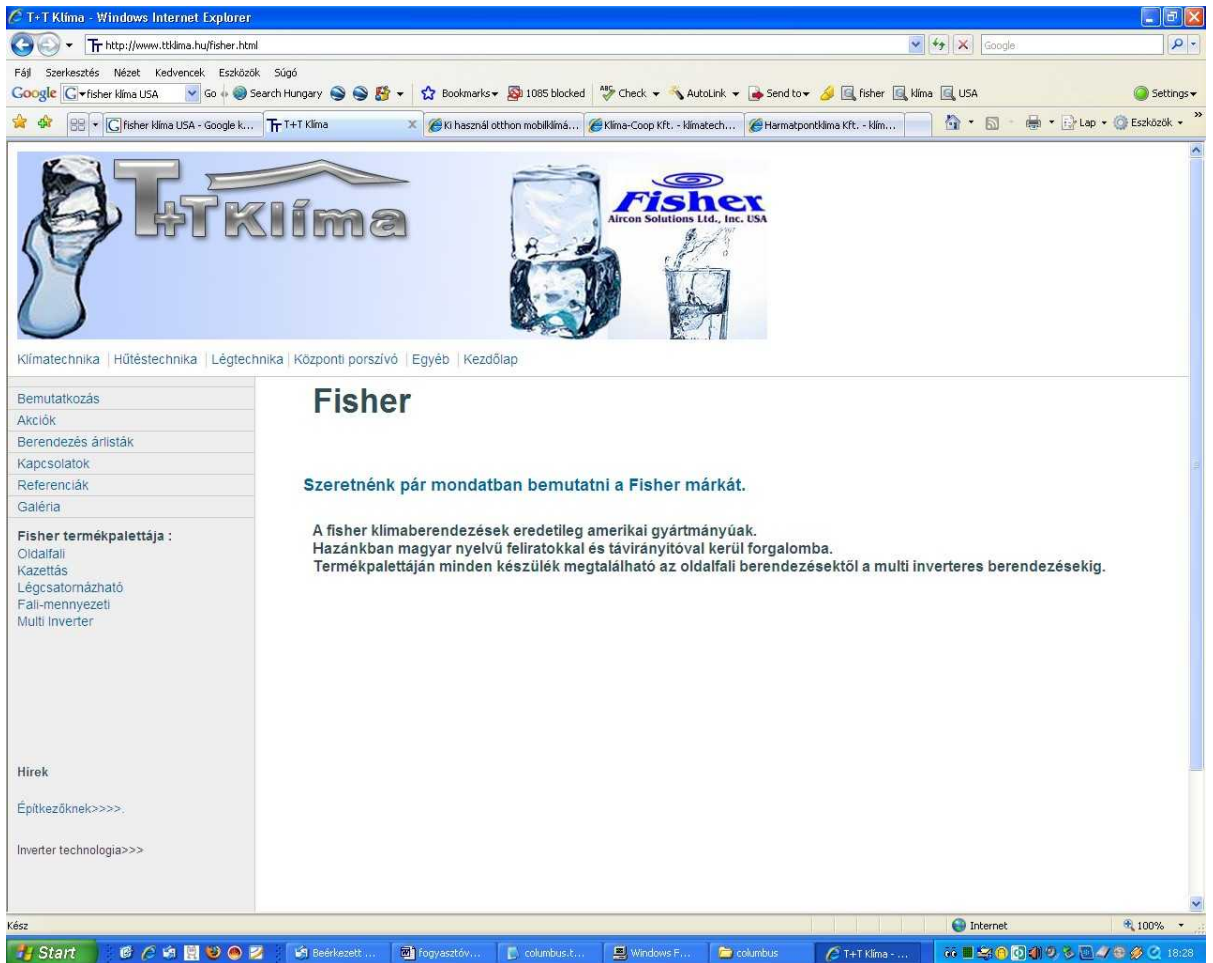 T+T Klíma - Windows Internet Explorer
http://www.ttklima.hu/fisher.html
Google
Fájl Szerkesztés Nézet Kedvencek Eszközök Súgó
Google fisher klíma USA Go Search Hungary Bookmarks 1085 blocked Check AutoLink Send to fisher klíma USA Settings
fisher klíma USA - Google k... T+T Klíma Ki használ otthon mobilklímá... Klíma-Coop Kft. - klímatech... Harmatpontklima Kft. - klím... Lap Eszközök
T+T Klíma
Fisher
Aircon Solutions Ltd., Inc. USA
Klímatechnika | Hűtéstechnika | Légtechnika | Központi porszívó | Egyéb | Kezdőlap
Bemutatkozás
Akciók
Berendezés árlisták
Kapcsolatok
Referenciák
Galéria
Fisher termékpalettája :
Oldalfali
Kazettás
Légcsatornázható
Fali-mennyezeti
Multi Inverter
Hírek
Építkezőknek>>>>.
Inverter technologia>>>
Fisher
Szeretnénk pár mondatban bemutatni a Fisher márkát.
A fisher klimaberendezések eredetileg amerikai gyártmányúak.
Hazánkban magyar nyelvű feliratokkal és távirányítóval kerül forgalomba.
Termékpalettáján minden készülék megtalálható az oldalfali berendezésektől a multi inverteres berendezésekig.
Kész Internet 100%
Start Beérkezett ... fogyasztóv... columbus.t... Windows F... columbus T+T Klíma - ... 18:28